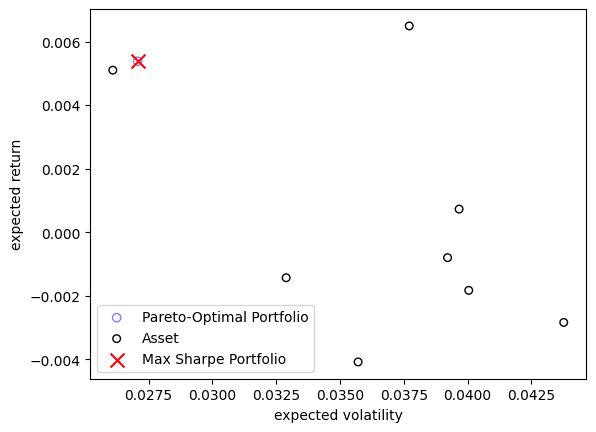 0.006
0.004
0.002
0.000
−0.002
−0.004
expected return
Pareto-Optimal Portfolio
Asset
Max Sharpe Portfolio
0.0275 0.0300 0.0325 0.0350 0.0375 0.0400 0.0425
expected volatility